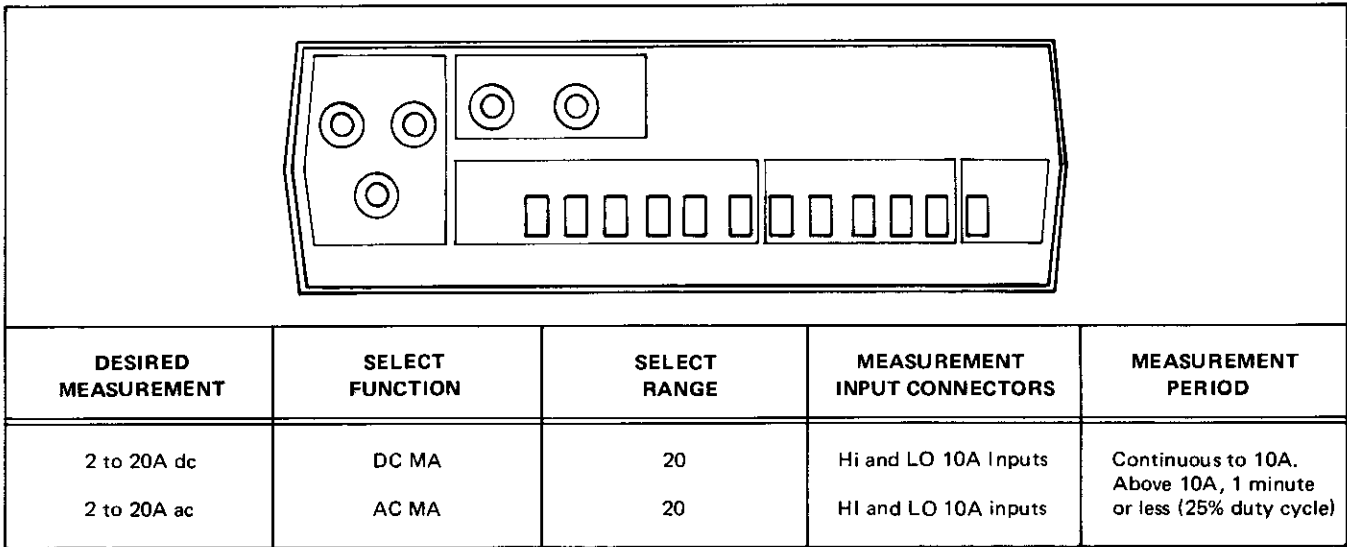 DESIRED
MEASUREMENT
SELECT
FUNCTION
SELECT
RANGE
MEASUREMENT
INPUT CONNECTORS
MEASUREMENT
PERIOD
2 to 20A dc
DC MA
20
Hi and LO 10A Inputs
Continuous to 10A.
Above 10A, 1 minute
or less (25% duty cycle)
2 to 20A ac
AC MA
20
HI and LO 10A inputs